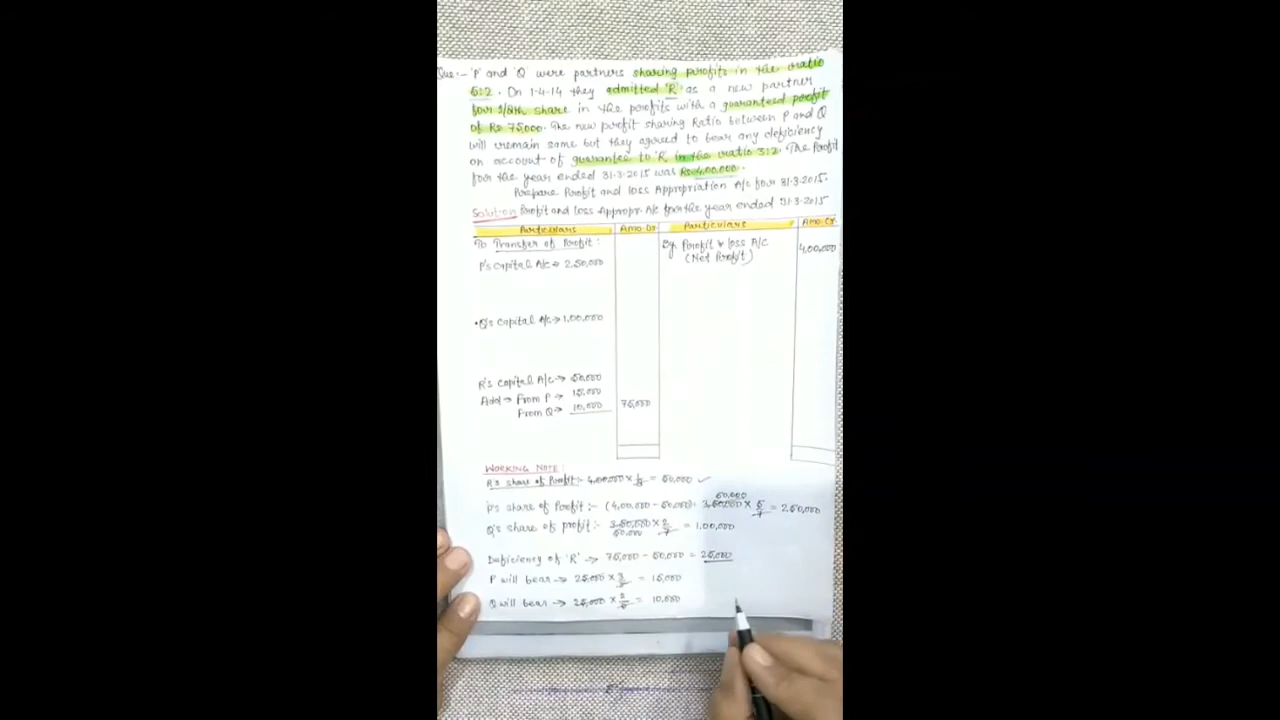 Que:- 'P' and 'Q' were partners sharing profits in the ratio
5:2. On 1-4-14 they admitted 'R' as a new partner
for 1/8th share in the profits with a guaranteed profit
of Rs 75,000. The new profit sharing Ratio between P and Q
will remain same but they agreed to bear any deficiency
on account of guarantee to 'R' in the ratio 3:2. The Profit
for the year ended 31-3-2015 was Rs 4,00,000.
Prepare Profit and loss Appropriation A/c for 31-3-2015.
Solution Profit and loss Appropr. A/c for the year ended 31-3-2015
Particulars Amo. Dr. Particulars Amo. Cr.
To Transfer of Profit: By Profit & loss A/c 4,00,000
P's Capital A/c → 2,50,000 (Net Profit)
Q's Capital A/c → 1,00,000
R's Capital A/c → 50,000
Add → From P → 15,000
From Q → 10,000 75,000
WORKING NOTE:
R's share of Profit:- 4,00,000 × 1/8 = 50,000 ✓
50,000
P's share of Profit:- (4,00,000 - 50,000) = 3,50,000 × 5/7 = 2,50,000
Q's share of profit:- 3,50,000 × 2/7 = 1,00,000
50,000
Deficiency of 'R' → 75,000 - 50,000 = 25,000
P will bear → 25,000 × 3/5 = 15,000
Q will bear → 25,000 × 2/5 = 10,000